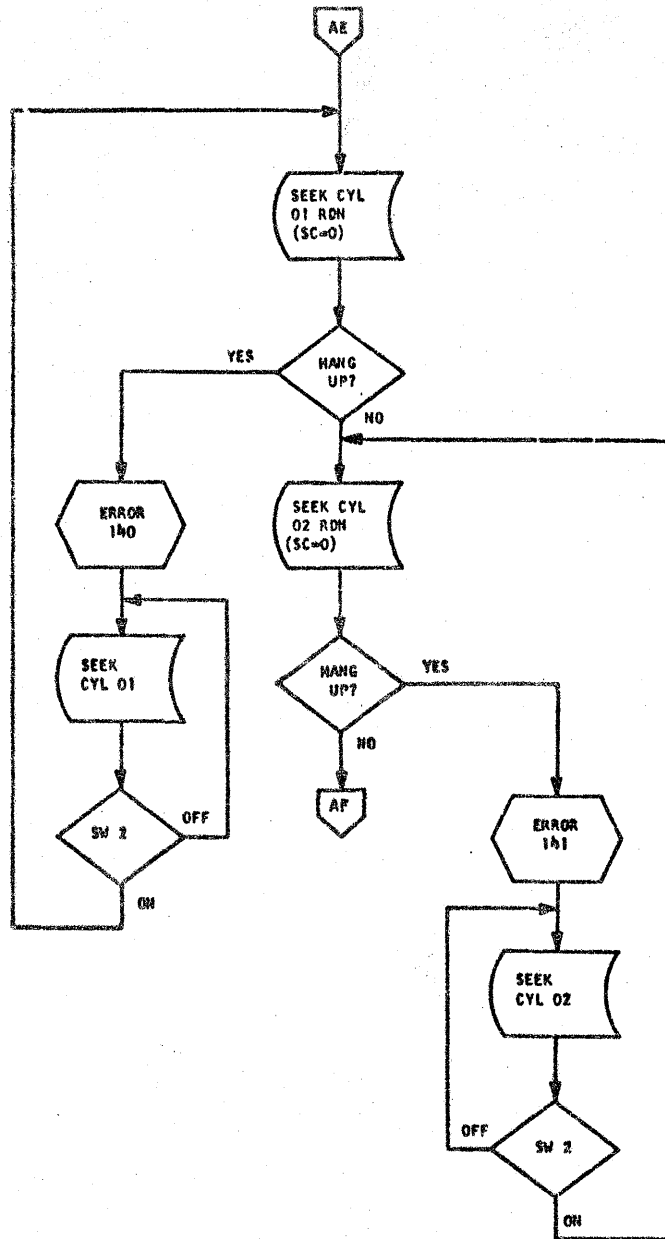 AE
SEEK CYL
01 RDN
(SC=0)
YES
HANG
UP?
NO
ERROR
140
SEEK CYL
02 RDN
(SC=0)
SEEK
CYL 01
HANG
UP?
YES
NO
SW 2
OFF
ON
AF
ERROR
141
SEEK
CYL 02
OFF
SW 2
ON